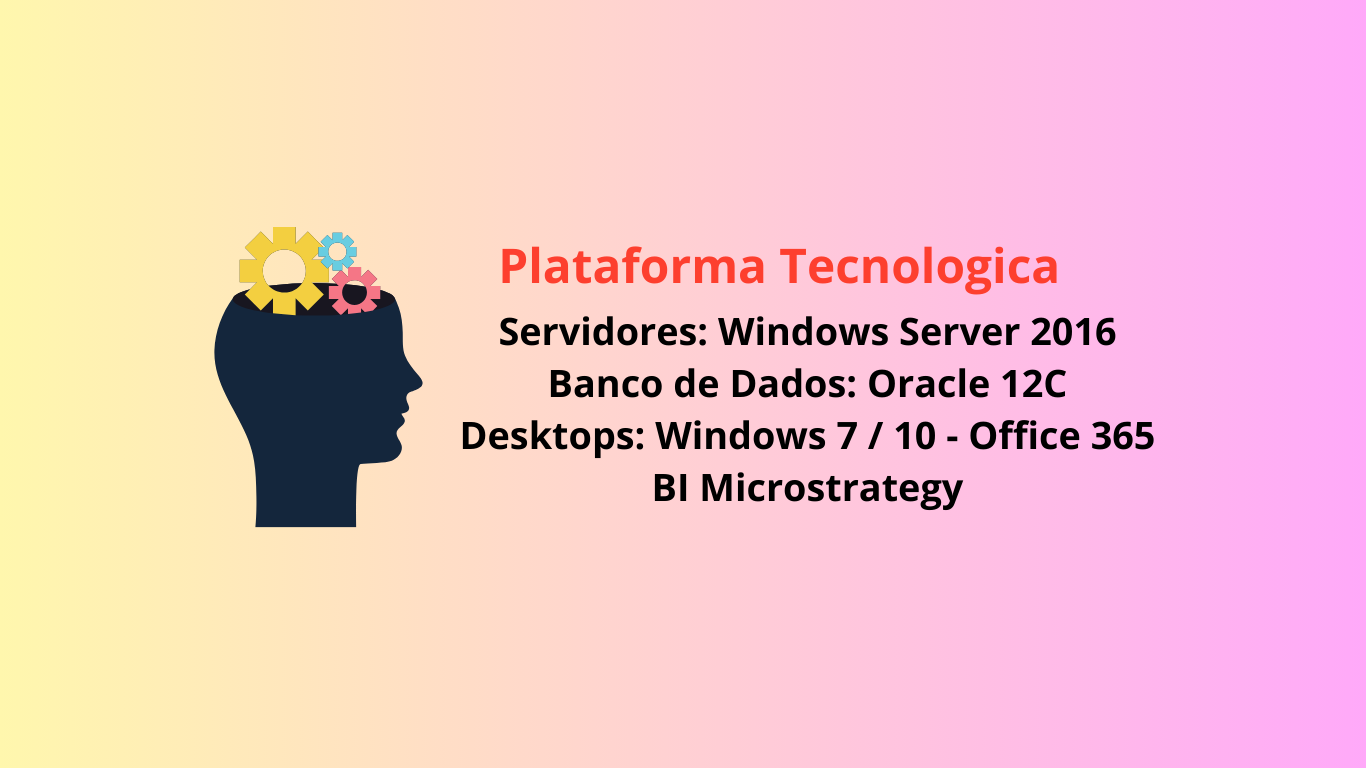 Plataforma Tecnologica
Servidores: Windows Server 2016
Banco de Dados: Oracle 12C
Desktops: Windows 7 / 10 - Office 365
BI Microstrategy